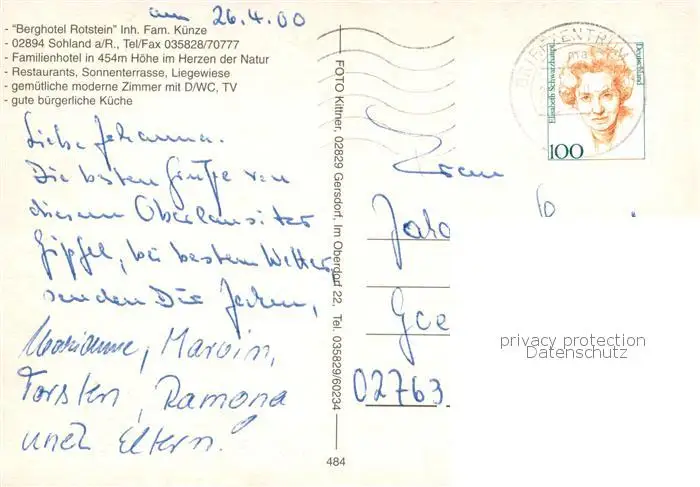 am 26.4.00
- "Berghotel Rotstein" Inh. Fam. Künze
- 02894 Sohland a/R., Tel/Fax 035828/70777
- Familienhotel in 454m Höhe im Herzen der Natur
- Restaurants, Sonnenterrasse, Liegewiese
- gemütliche moderne Zimmer mit D/WC, TV
- gute bürgerliche Küche
Liebe Johanna.
Die besten Grüße von
diesem Oberlausitzer
Gipfel, bei bestem Wetter
senden Dir Jochen,
Marianne, Marvin,
Torsten, Ramona
und Eltern.
FOTO Kittner, 02829 Gersdorf, Im Oberdorf 22, Tel. 035829/60234
484
BRIEFZENTRUM
Elisabeth Schwarzhaupt
Deutschland
100
Frau
02763
privacy protection
Datenschutz